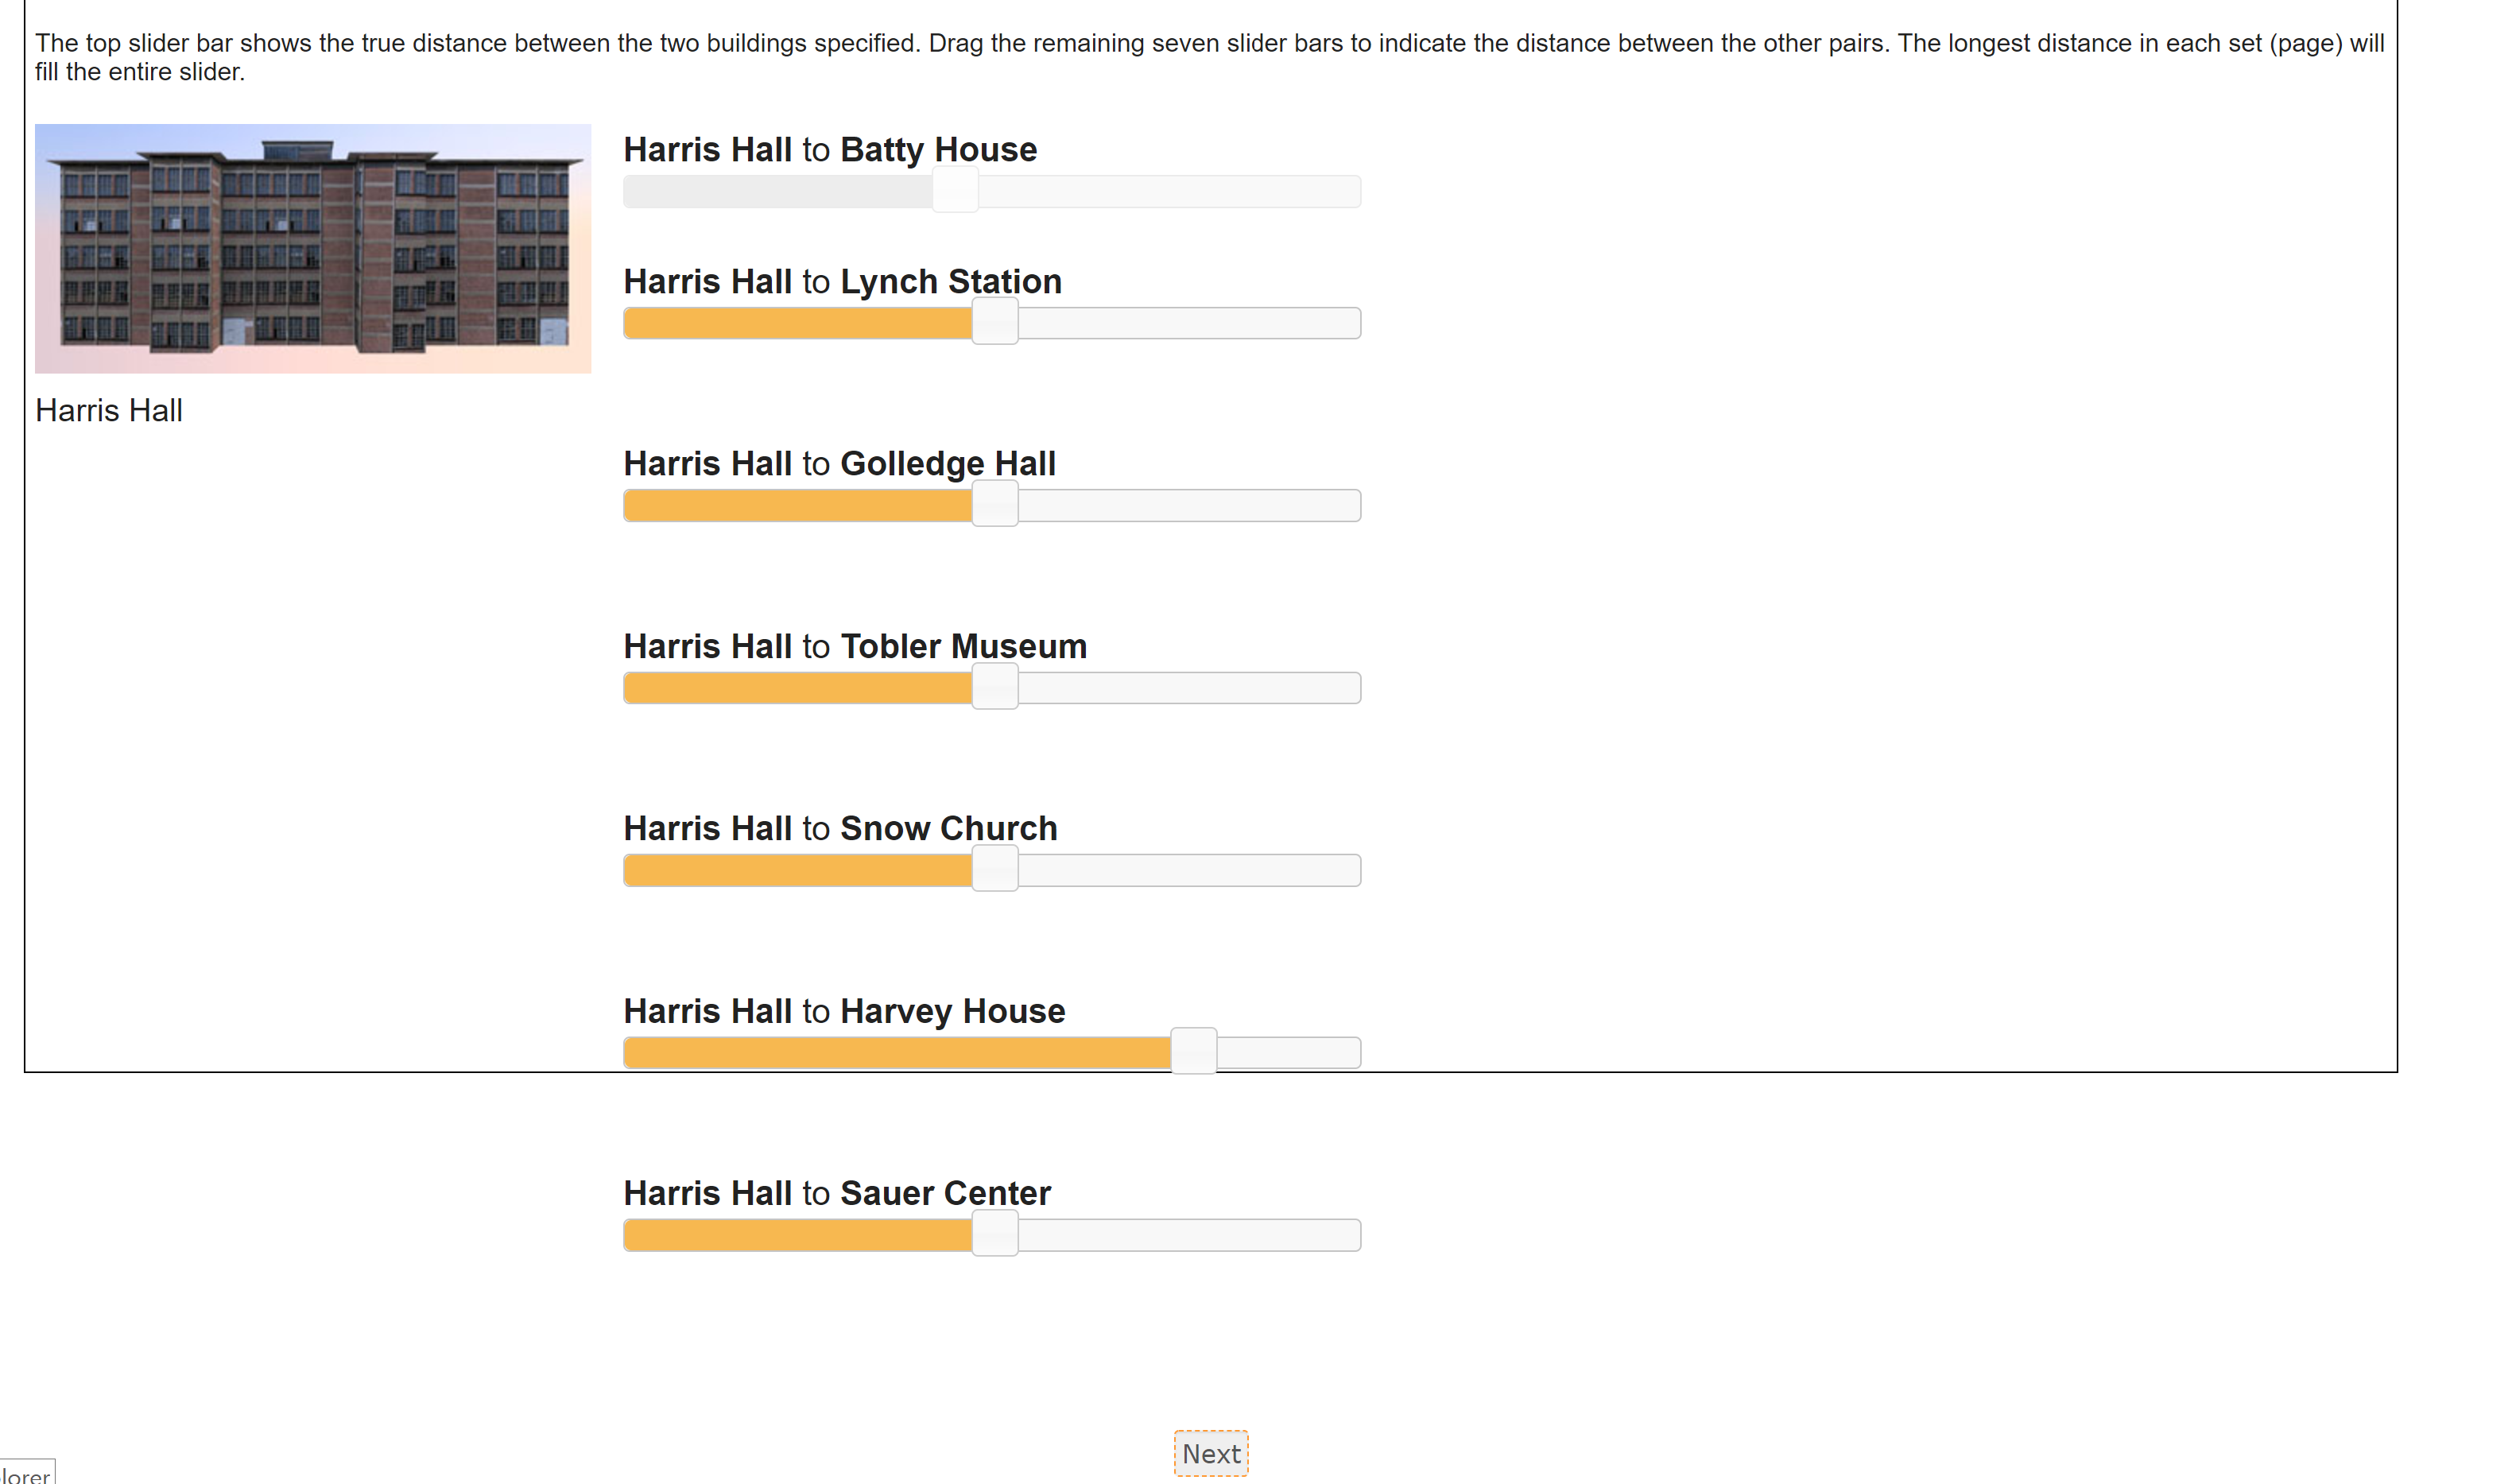 The top slider bar shows the true distance between the two buildings specified. Drag the remaining seven slider bars to indicate the distance between the other pairs. The longest distance in each set (page) will
fill the entire slider.
Harris Hall to Batty House
Harris Hall to Lynch Station
Harris Hall
Harris Hall to Golledge Hall
Harris Hall to Tobler Museum
Harris Hall to Snow Church
Harris Hall to Harvey House
Harris Hall to Sauer Center
Next
lorer